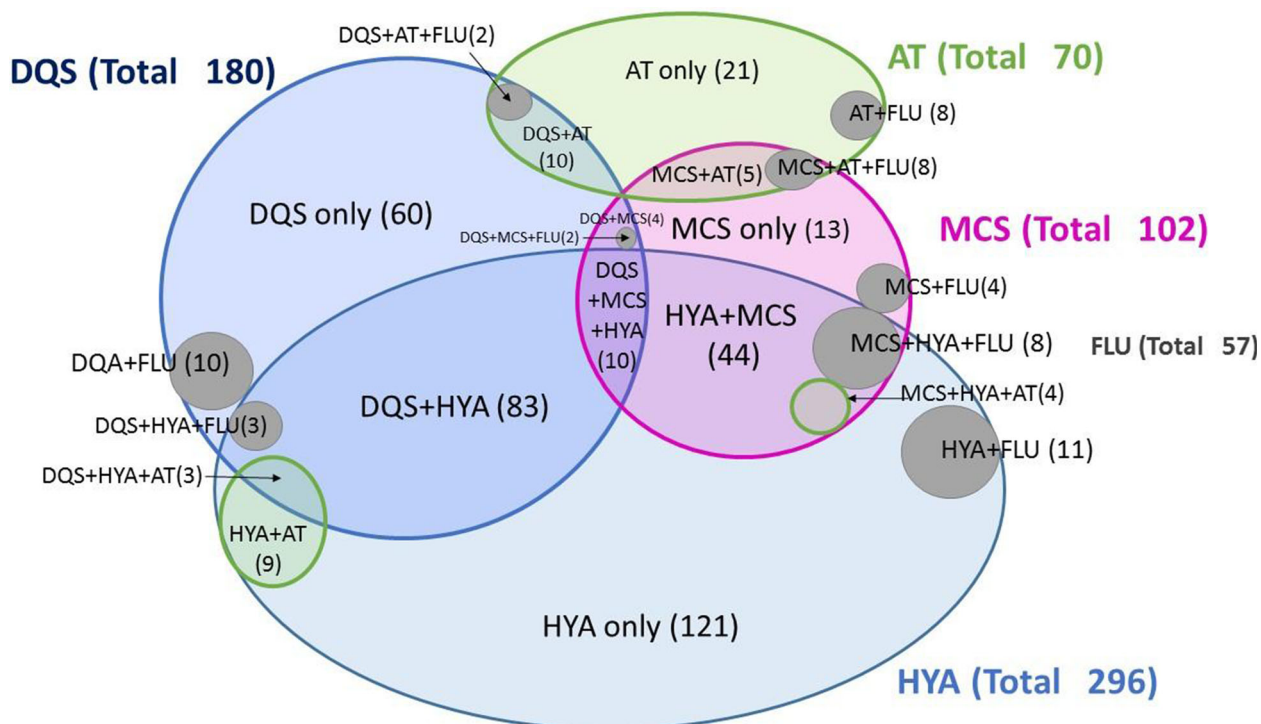 DQS+AT+FLU(2)
DQS (Total 180)
AT only (21)
AT (Total 70)
AT+FLU (8)
DQS+AT
(10)
MCS+AT(5)
MCS+AT+FLU(8)
DQS only (60)
DQS+MCS(4)
DQS+MCS+FLU(2)
MCS only (13)
MCS (Total 102)
DQS
+MCS
+HYA
(10)
HYA+MCS
(44)
MCS+FLU(4)
MCS+HYA+FLU (8)
FLU (Total 57)
DQA+FLU (10)
MCS+HYA+AT(4)
DQS+HYA (83)
DQS+HYA+FLU(3)
HYA+FLU (11)
DQS+HYA+AT(3)
HYA+AT
(9)
HYA only (121)
HYA (Total 296)